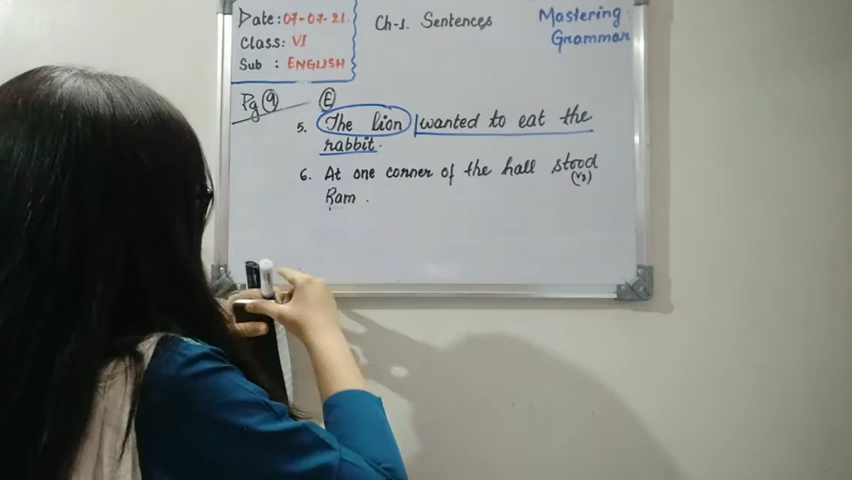 Date: 07-07-21.
Class: VI
Sub : ENGLISH
Ch-1. Sentences
Mastering
Grammar
Pg 9
E
5. The lion wanted to eat the
rabbit.
6. At one corner of the hall stood
Ram .